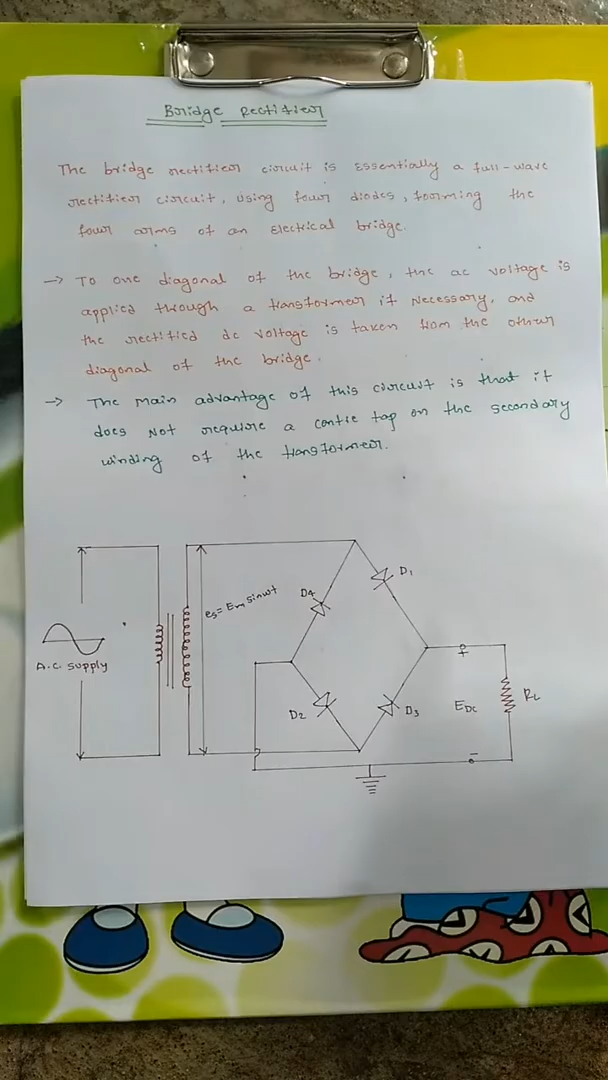 Bridge Rectifier
The bridge rectifier circuit is essentially a full-wave
rectifier circuit, using four diodes, forming the
four arms of an Electrical bridge.
→ To one diagonal of the bridge, the ac voltage is
applied through a transformer if Necessary, and
the rectified dc voltage is taken from the other
diagonal of the bridge.
→ The Main advantage of this circuit is that it
does Not require a centre tap on the secondary
winding of the transformer.
A.C. Supply
es = Em sinωt
D4
D1
D2
D3
+
EDC
RL
-